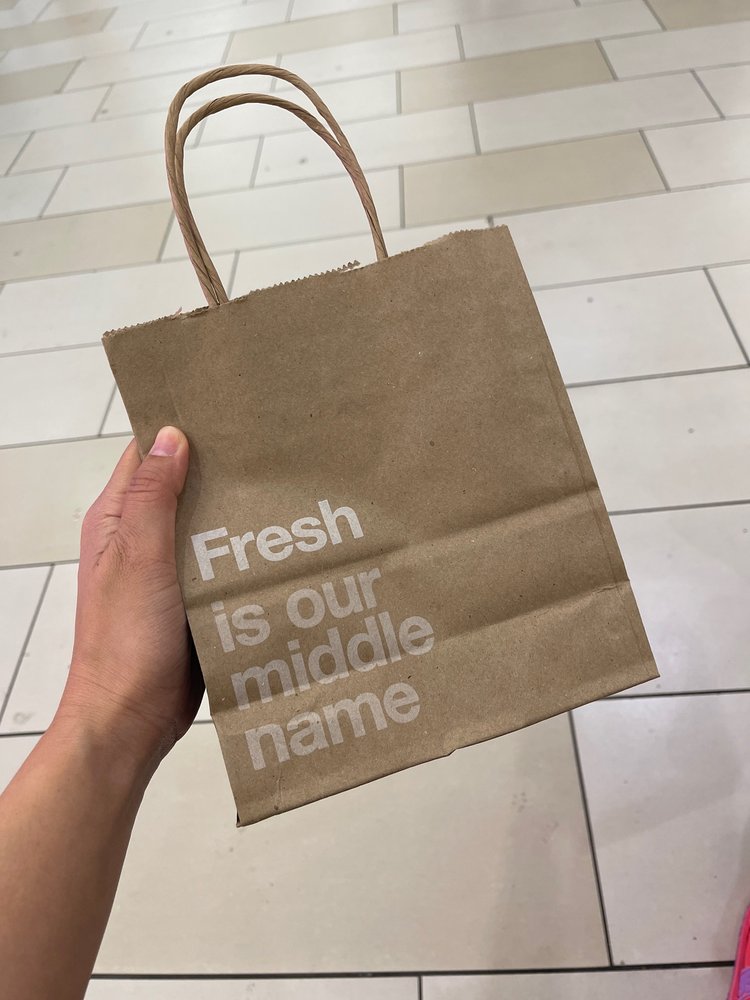 Fresh
is our
middle
name